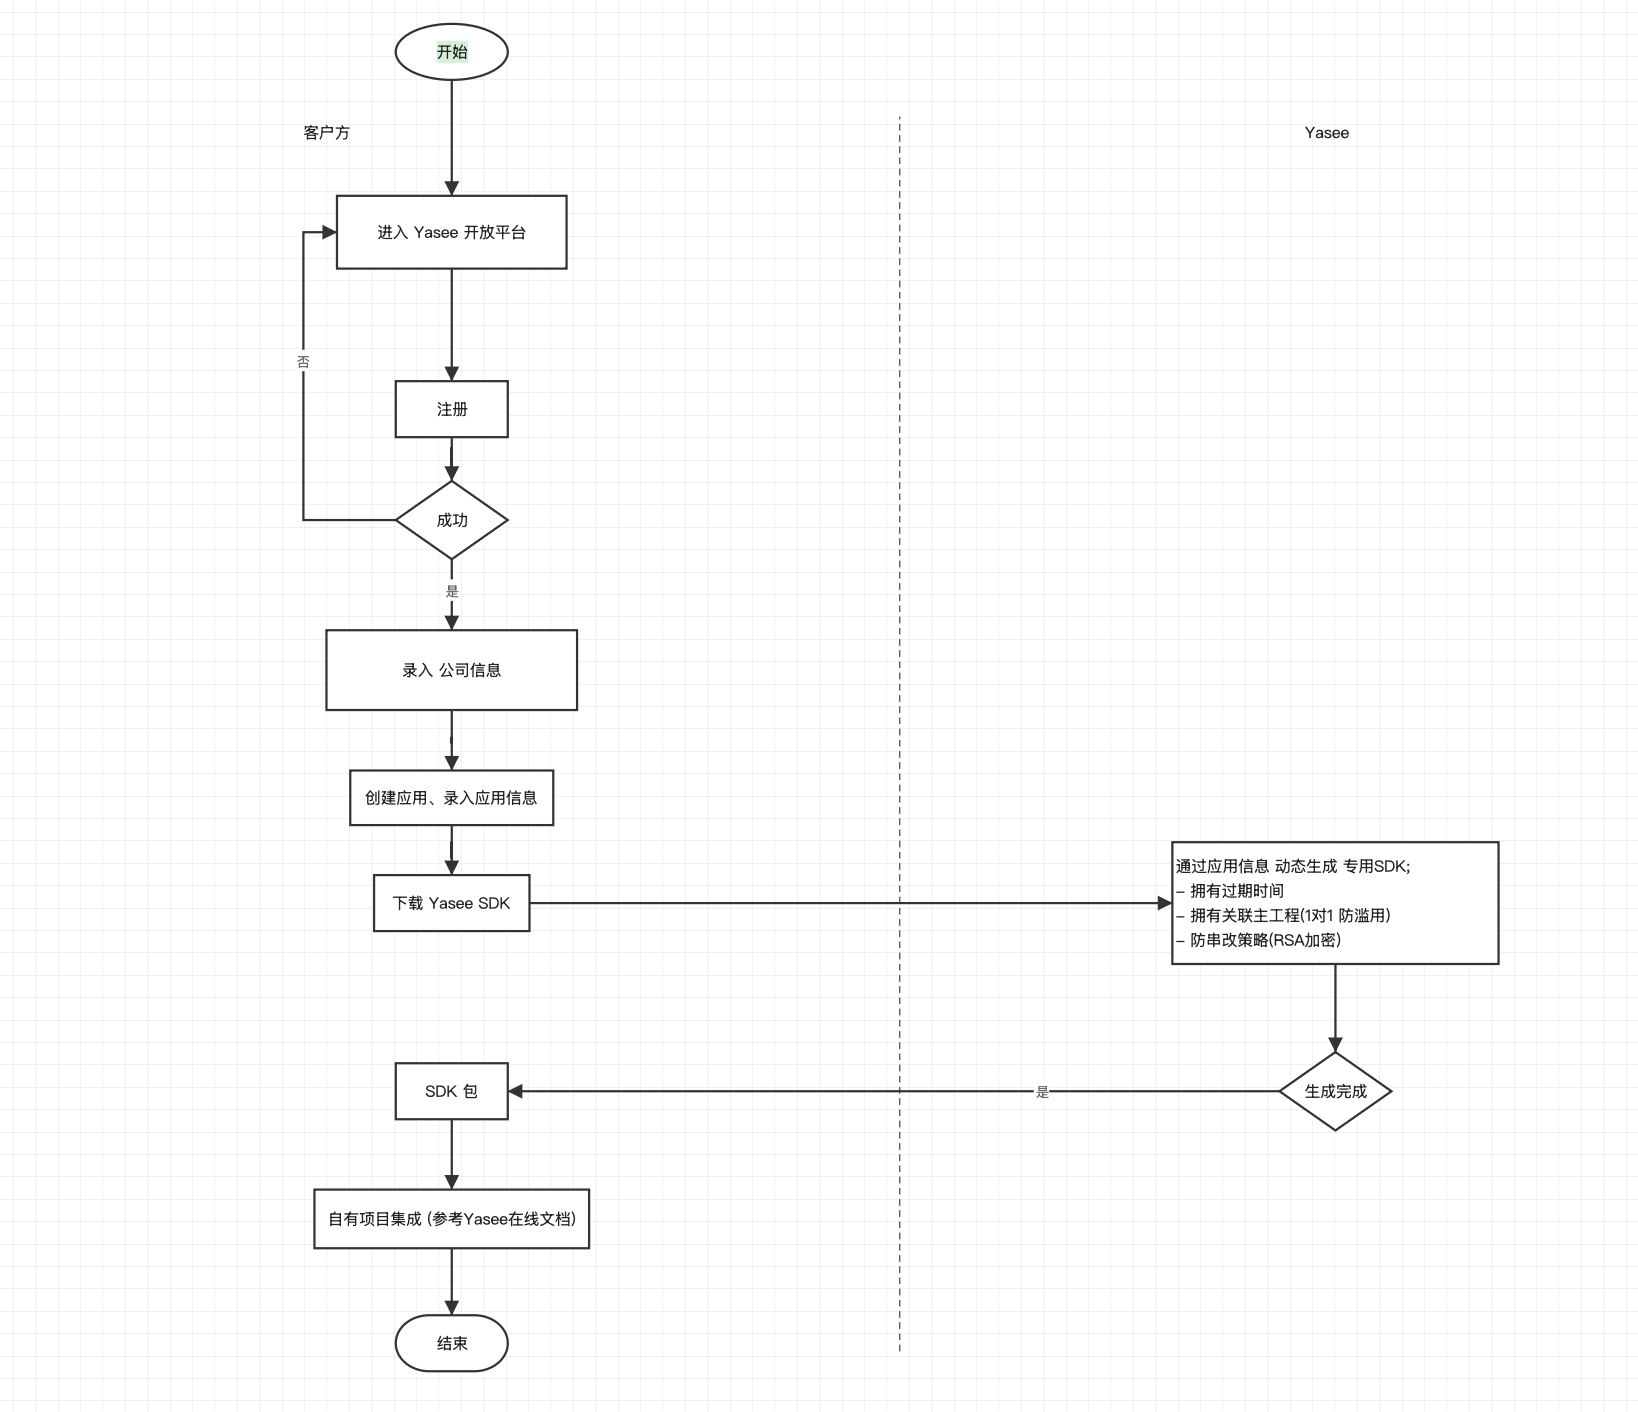 开始
客户方
Yasee
进入 Yasee 开放平台
否
注册
成功
是
录入 公司信息
创建应用、录入应用信息
下载 Yasee SDK
通过应用信息 动态生成 专用SDK;
- 拥有过期时间
- 拥有关联主工程(1对1 防滥用)
- 防串改策略(RSA加密)
生成完成
是
SDK 包
自有项目集成 (参考Yasee在线文档)
结束